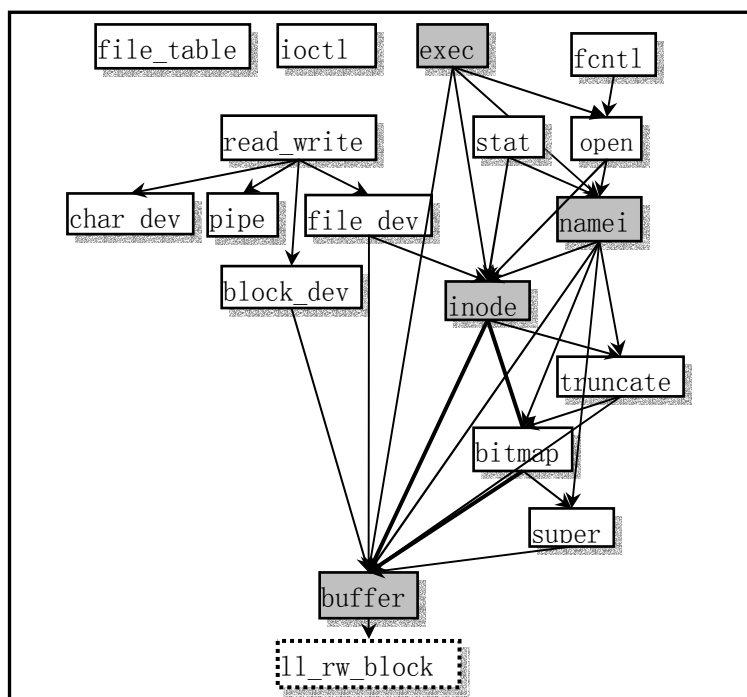 file_table
ioctl
exec
fcntl
read_write
stat
open
char_dev
pipe
file_dev
namei
block_dev
inode
truncate
bitmap
super
buffer
ll_rw_block